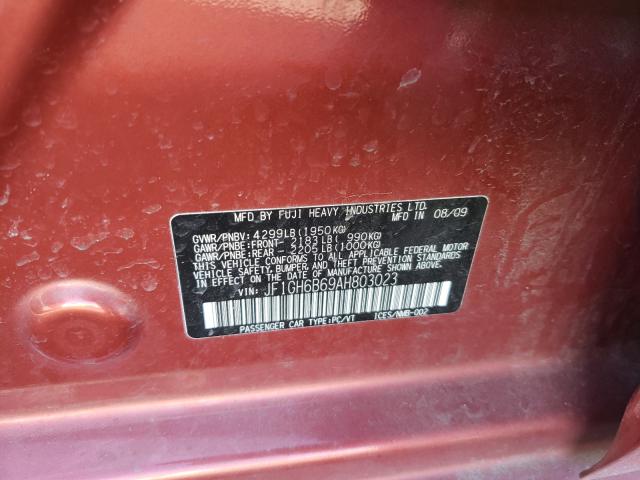 MFD BY FUJI HEAVY INDUSTRIES LTD.
MFD IN 08/09
GVWR/PNBV: 4299LB(1950KG)
GAWR/PNBE:FRONT- 2183LB( 990KG)
GAWR/PNBE:REAR - 2205LB(1000KG)
THIS VEHICLE CONFORMS TO ALL APPLICABLE FEDERAL MOTOR
VEHICLE SAFETY, BUMPER, AND THEFT PREVENTION STANDARDS
IN EFFECT ON THE DATE OF MANUFACTURE SHOWN ABOVE.
VIN: JF1GH6B69AH803023
PASSENGER CAR TYPE:PC/VT ICES/NMB-002